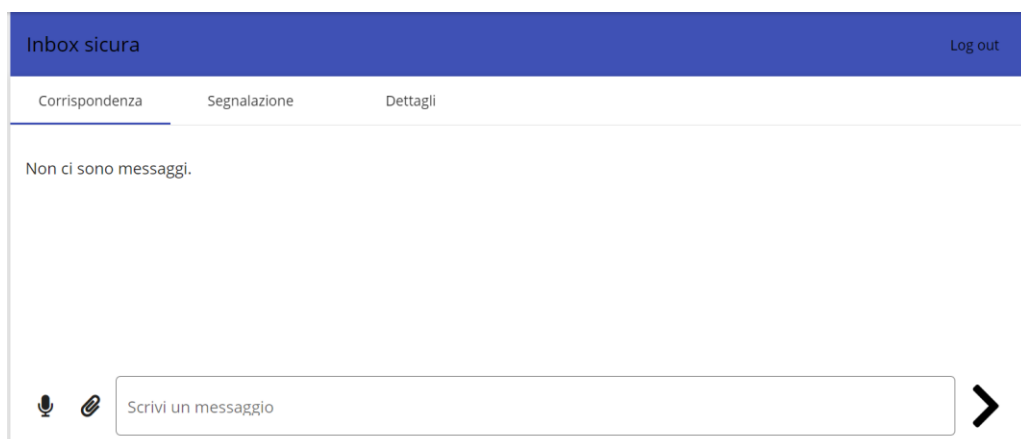 Inbox sicura
Log out
Corrispondenza
Segnalazione
Dettagli
Non ci sono messaggi.
Scrivi un messaggio